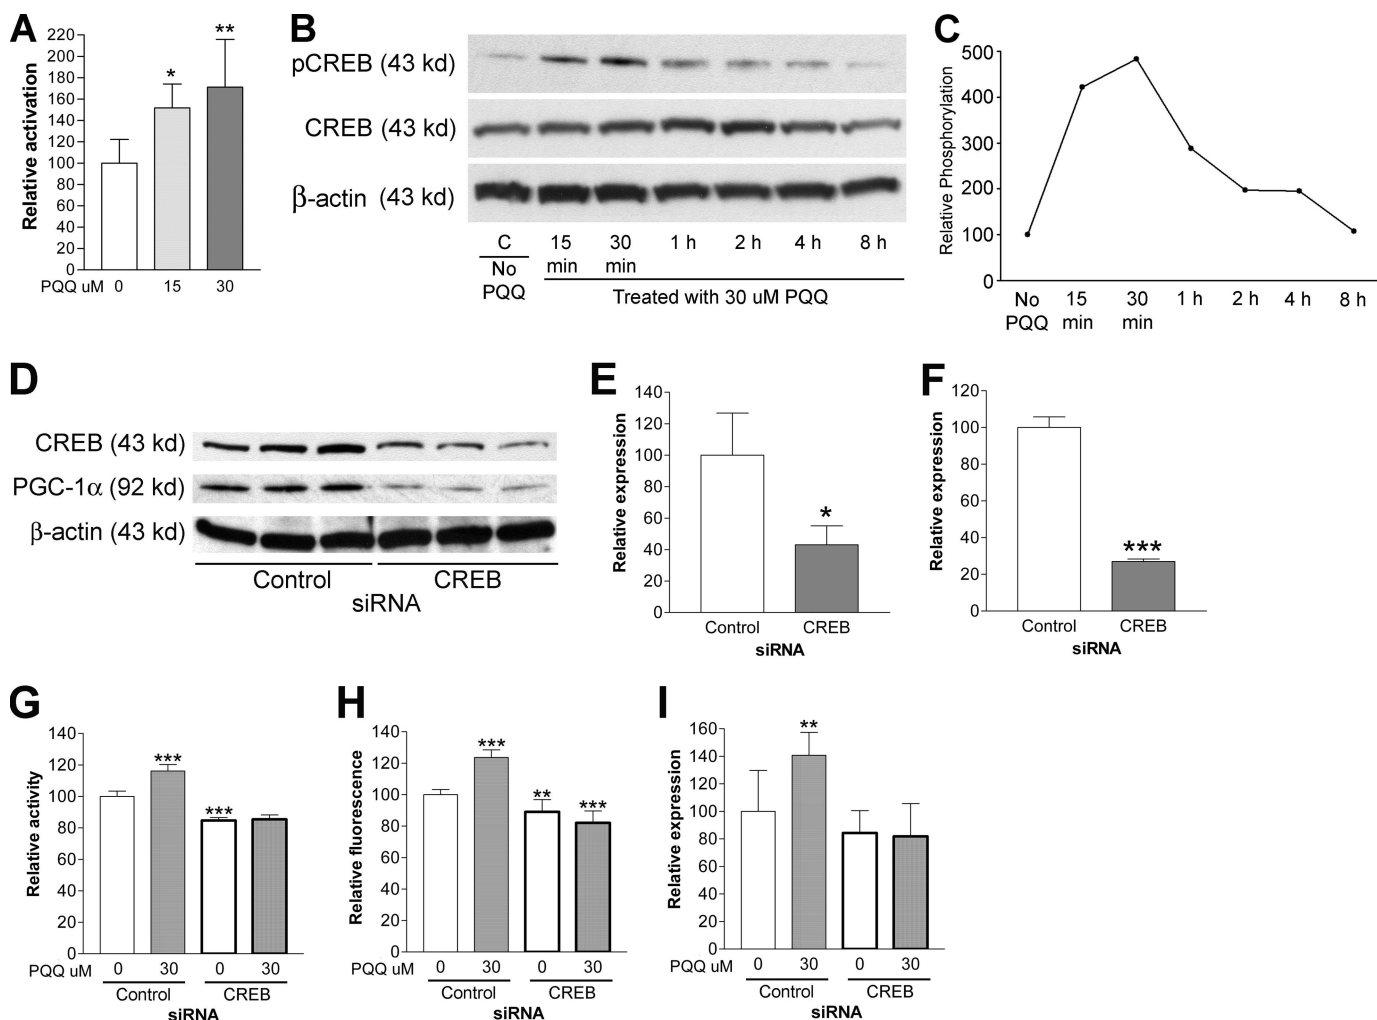 A
Relative activation
220
200
180
160
140
120
100
80
60
40
20
0
*
**
PQQ uM 0 15 30
B
pCREB (43 kd)
CREB (43 kd)
β-actin (43 kd)
C 15 30 1 h 2 h 4 h 8 h
No min min
PQQ Treated with 30 uM PQQ
C
Relative Phosphorylation
500
400
300
200
100
0
No 15 30 1 h 2 h 4 h 8 h
PQQ min min
D
CREB (43 kd)
PGC-1α (92 kd)
β-actin (43 kd)
Control CREB
siRNA
E
Relative expression
140
120
100
80
60
40
20
0
*
Control CREB
siRNA
F
Relative expression
120
100
80
60
40
20
0
***
Control CREB
siRNA
G
Relative activity
140
120
100
80
60
40
20
0
***
***
PQQ uM 0 30 0 30
Control CREB
siRNA
H
Relative fluorescence
140
120
100
80
60
40
20
0
***
**
***
PQQ uM 0 30 0 30
Control CREB
siRNA
I
Relative expression
160
140
120
100
80
60
40
20
0
**
PQQ uM 0 30 0 30
Control CREB
siRNA